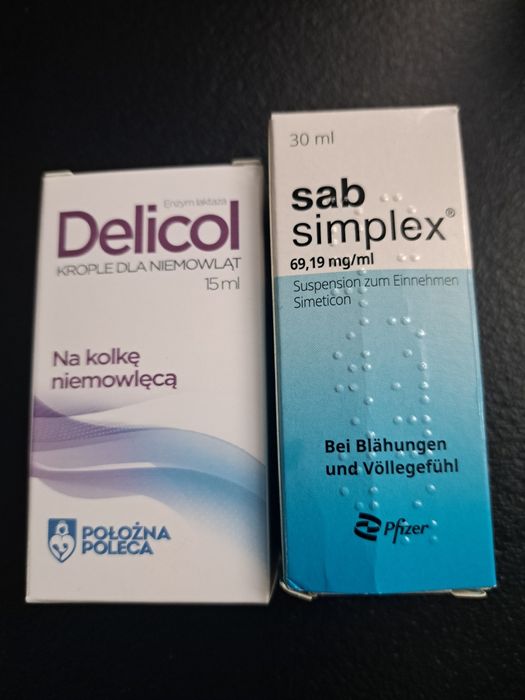 Enzym laktaza
Delicol
KROPLE DLA NIEMOWLĄT
15 ml
Na kolkę
niemowlęcą
POŁOŻNA
POLECA
30 ml
sab
simplex®
69,19 mg/ml
Suspension zum Einnehmen
Simeticon
Bei Blähungen
und Völlegefühl
Pfizer